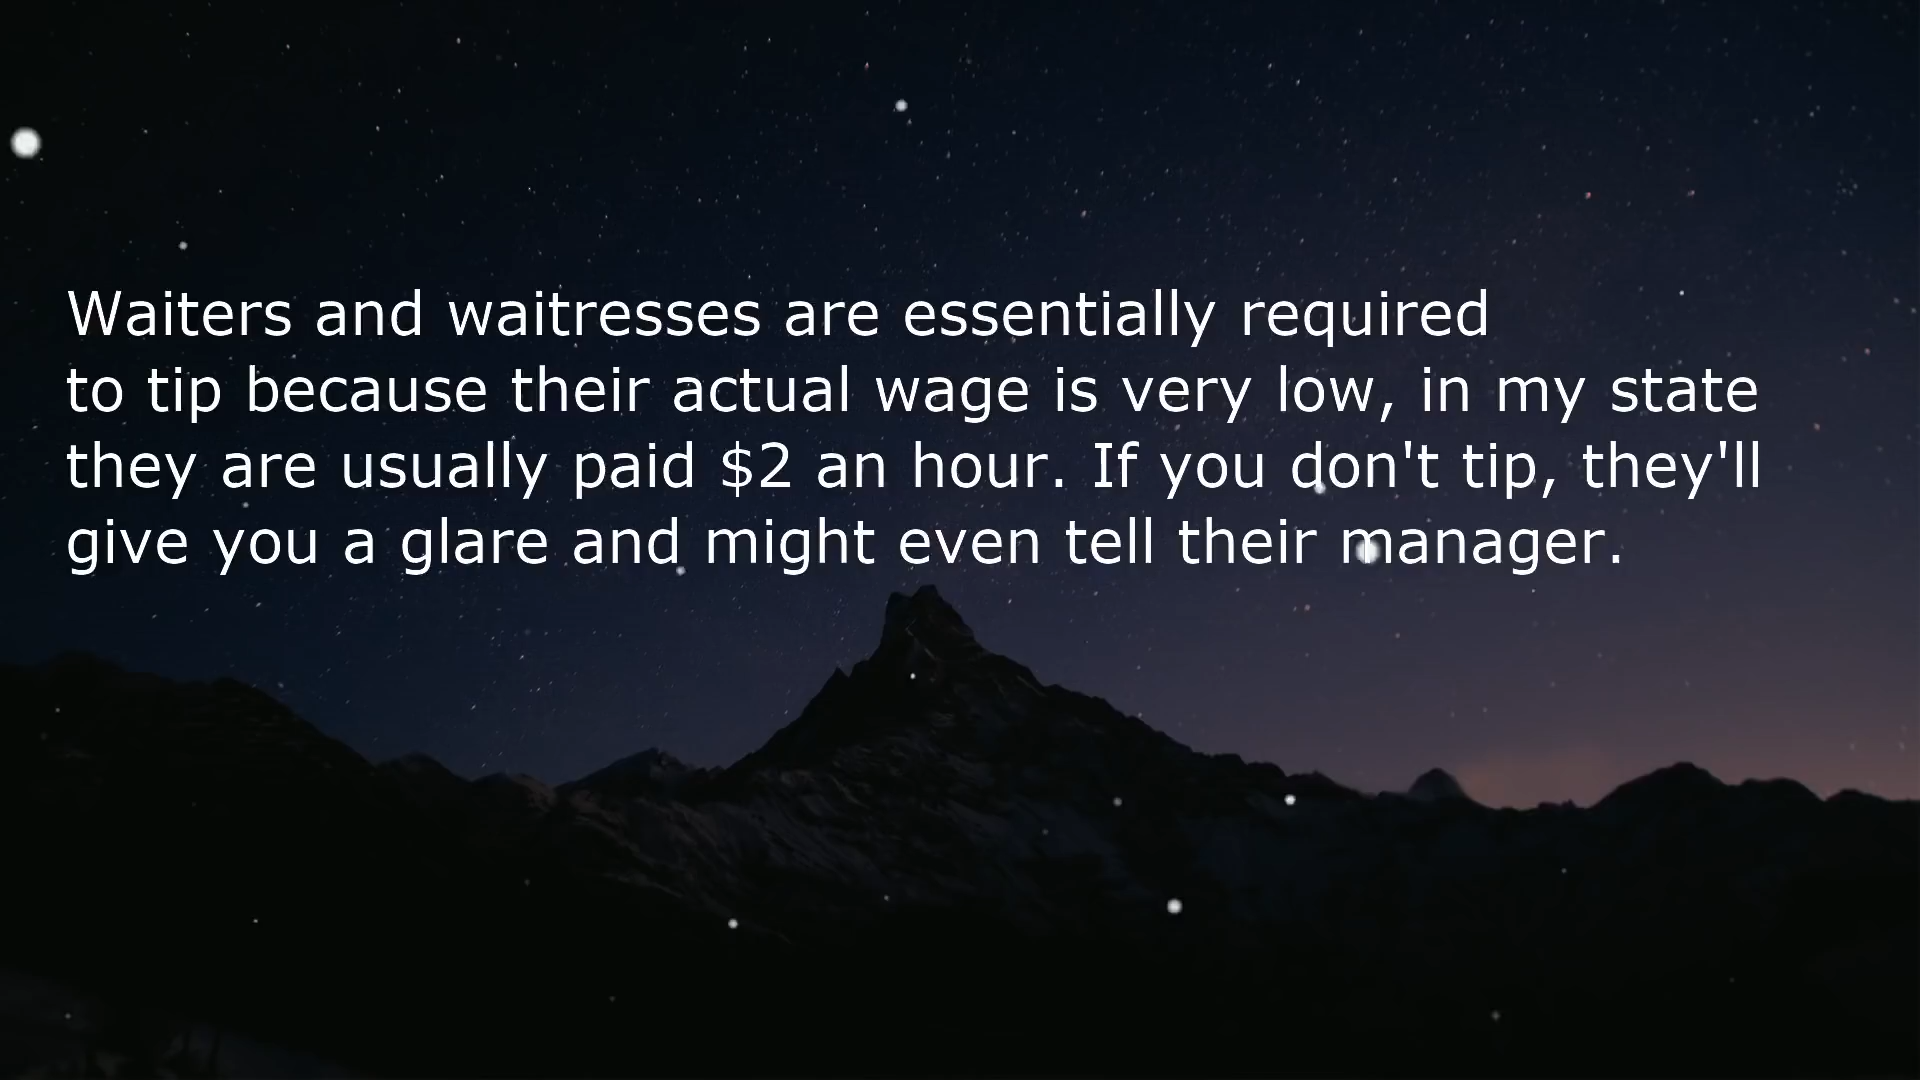 Waiters and waitresses are essentially required
to tip because their actual wage is very low, in my state
they are usually paid $2 an hour. If you don't tip, they'll
give you a glare and might even tell their manager.